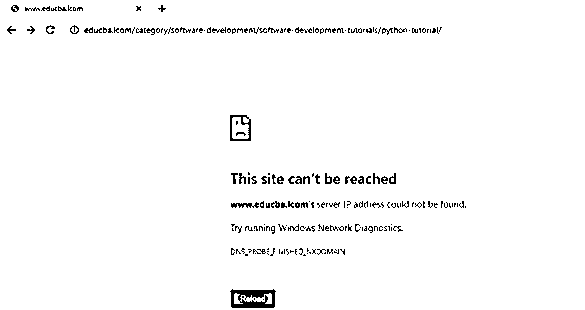 www.educba.lcom
educba.lcom/category/software-development/software-development-tutorials/python-tutorial/
This site can't be reached
www.educba.lcom's server IP address could not be found.
Try running Windows Network Diagnostics.
DNS_PROBE_FINISHED_NXDOMAIN
Reload